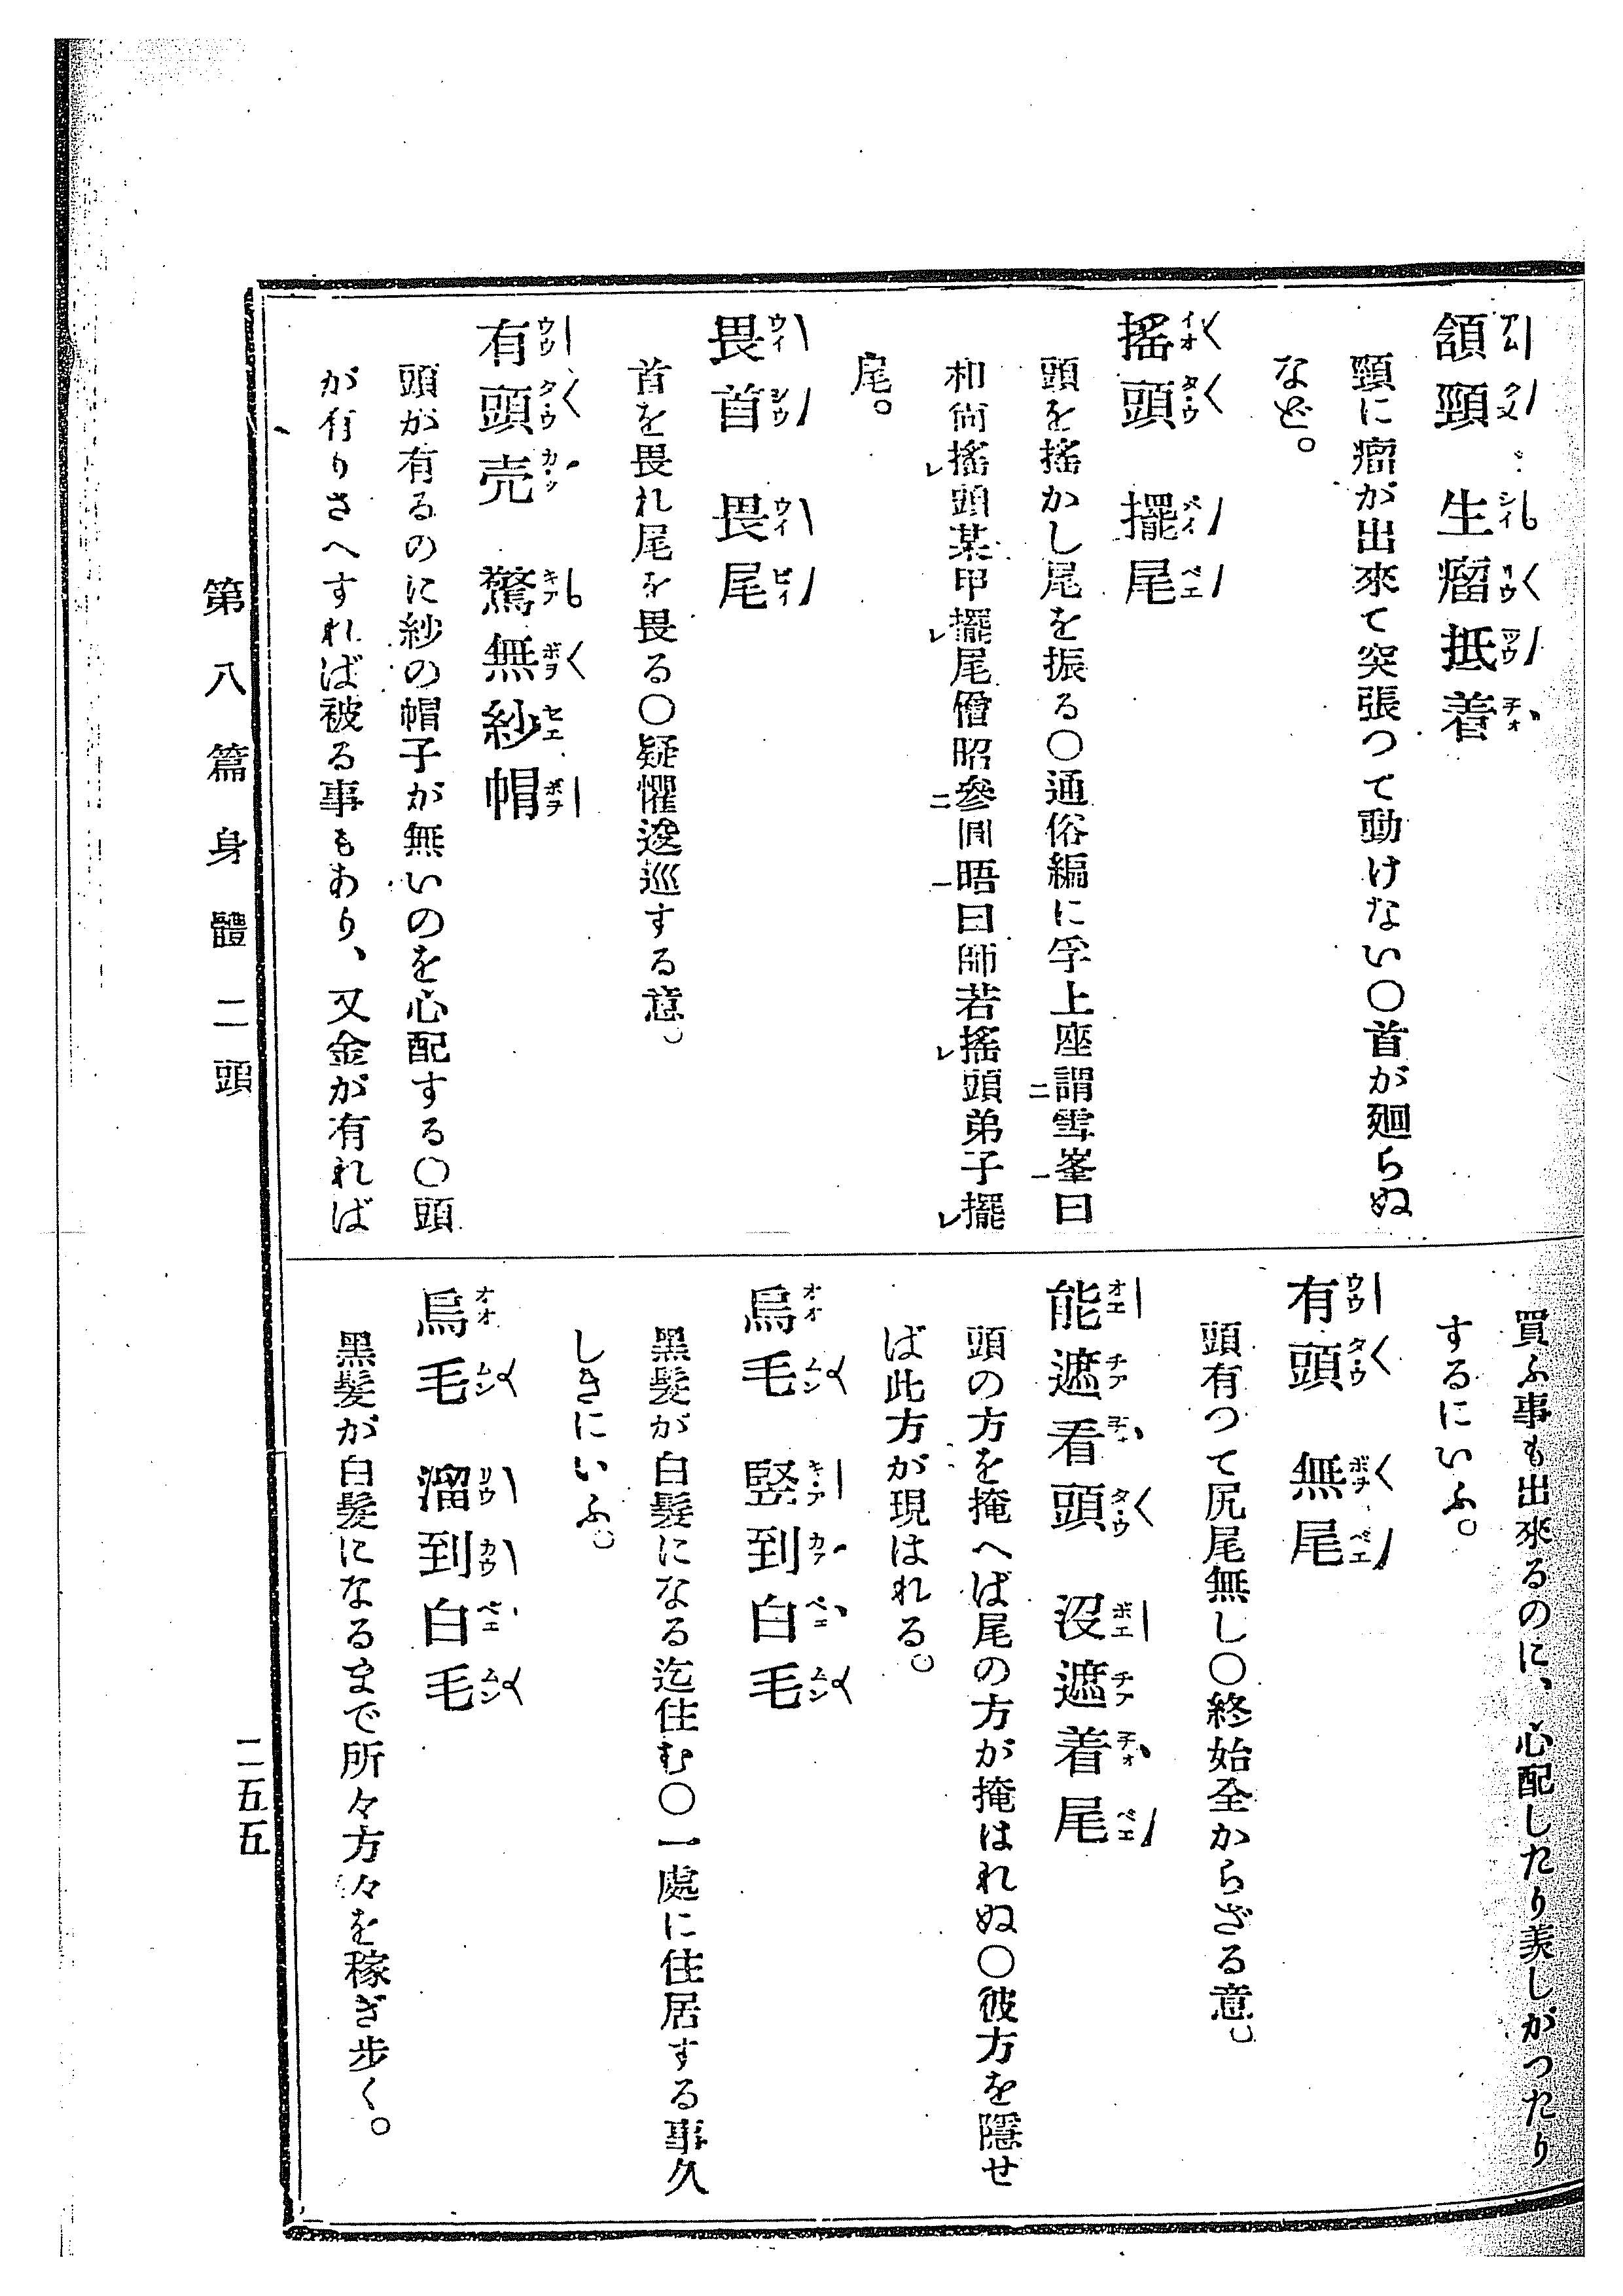 頷頸 生瘤抵着
頸に瘤が出來て突張つて動けない〇首が廻らぬ
など。
搖頭 擺尾
頭を搖かし尾を振る〇通俗編に孚上座謂雪峯曰
和尙搖頭某甲擺尾僧昭參同晤曰師若搖頭弟子擺
尾。
畏首 畏尾
首を畏れ尾を畏る〇疑懼逡巡する意。
有頭売 驚無紗帽
頭が有るのに紗の帽子が無いのを心配する〇頭
が有りさへすれば被る事もあり、又金が有れば
買ふ事も出來るのに、心配したり羨しがつたり
するにいふ。
有頭 無尾
頭有つて尻尾無し〇終始全からざる意。
能遮看頭 沒遮着尾
頭の方を掩へば尾の方が掩はれぬ〇彼方を隱せ
ば此方が現はれる。
烏毛 竪到白毛
黑髮が白髮になる迄住む〇一處に住居する事久
しきにいふ。
烏毛 溜到白毛
黑髮が白髮になるまで所々方々を稼ぎ步く。
第八篇 身體 二 頭
二五五